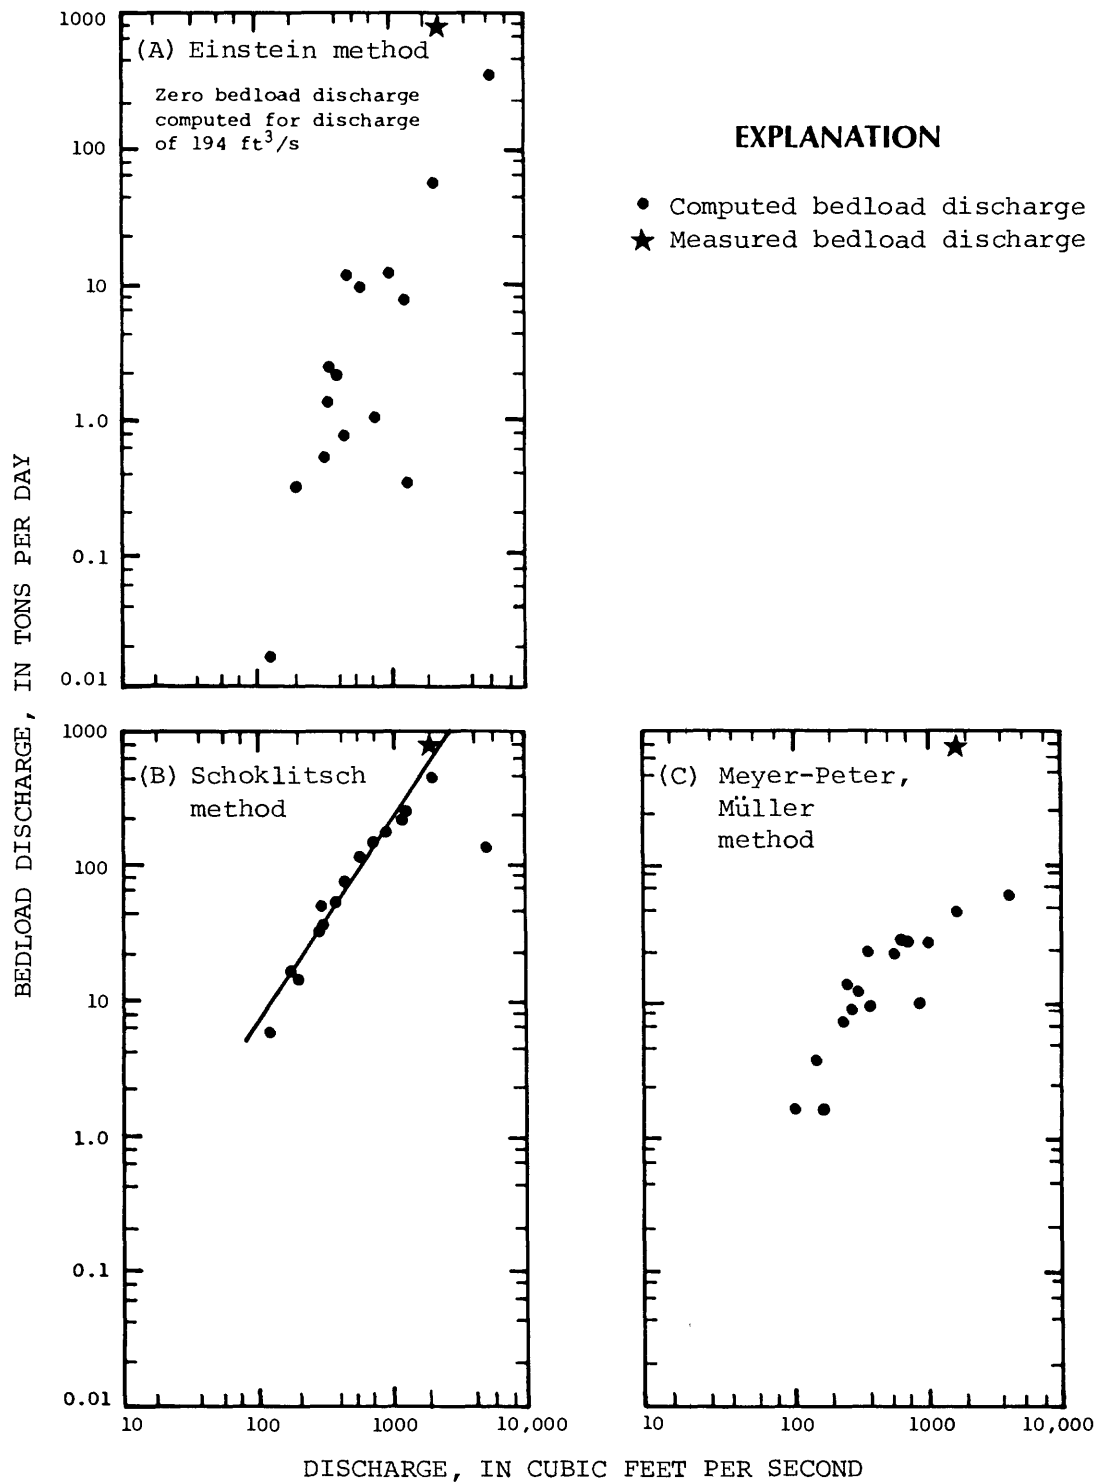 1000
(A) Einstein method
Zero bedload discharge
computed for discharge
of 194 ft³/s
100
10
1.0
0.1
0.01
EXPLANATION
Computed bedload discharge
Measured bedload discharge
BEDLOAD DISCHARGE, IN TONS PER DAY
1000
(B) Schoklitsch
method
100
10
1.0
0.1
0.01
10 100 1000 10,000
(C) Meyer-Peter,
Müller
method
10 100 1000 10,000
DISCHARGE, IN CUBIC FEET PER SECOND